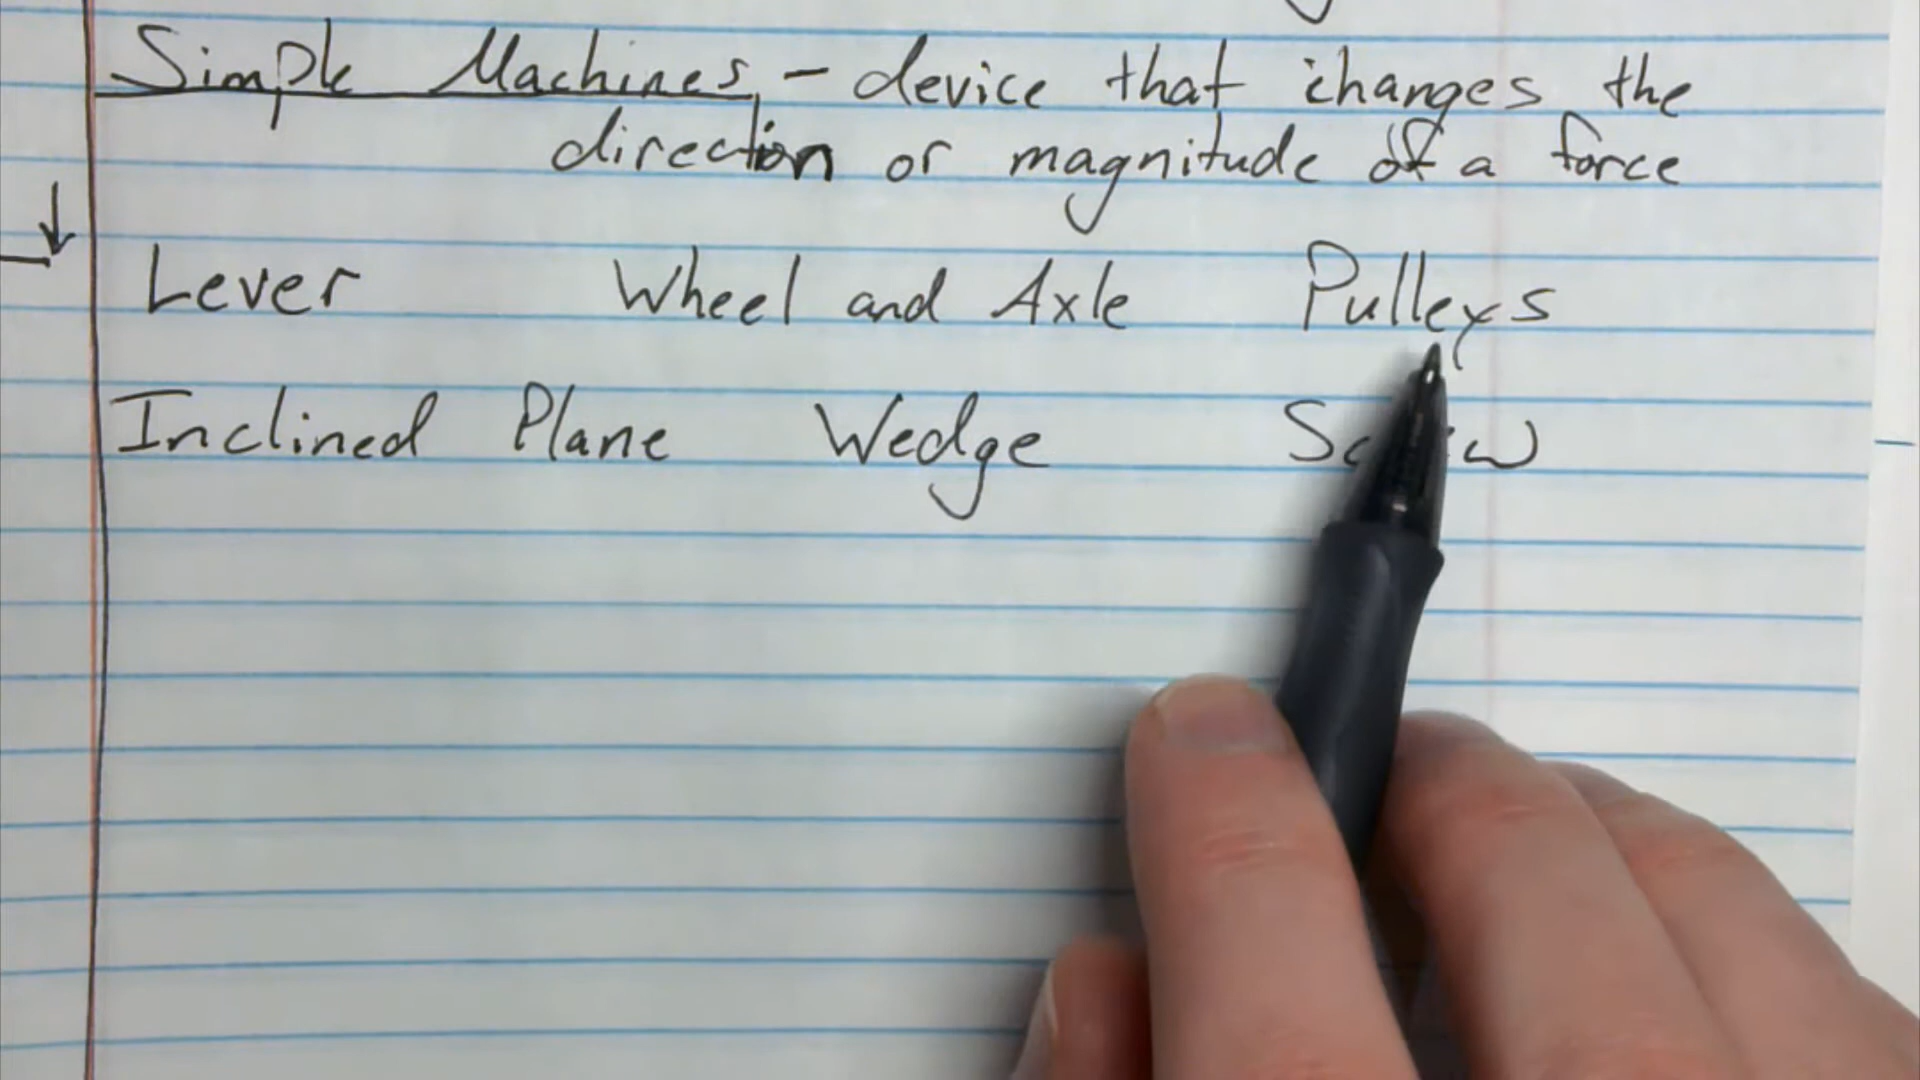 Simple Machines - device that changes the
direction or magnitude of a force
Lever Wheel and Axle Pulleys
Inclined Plane Wedge